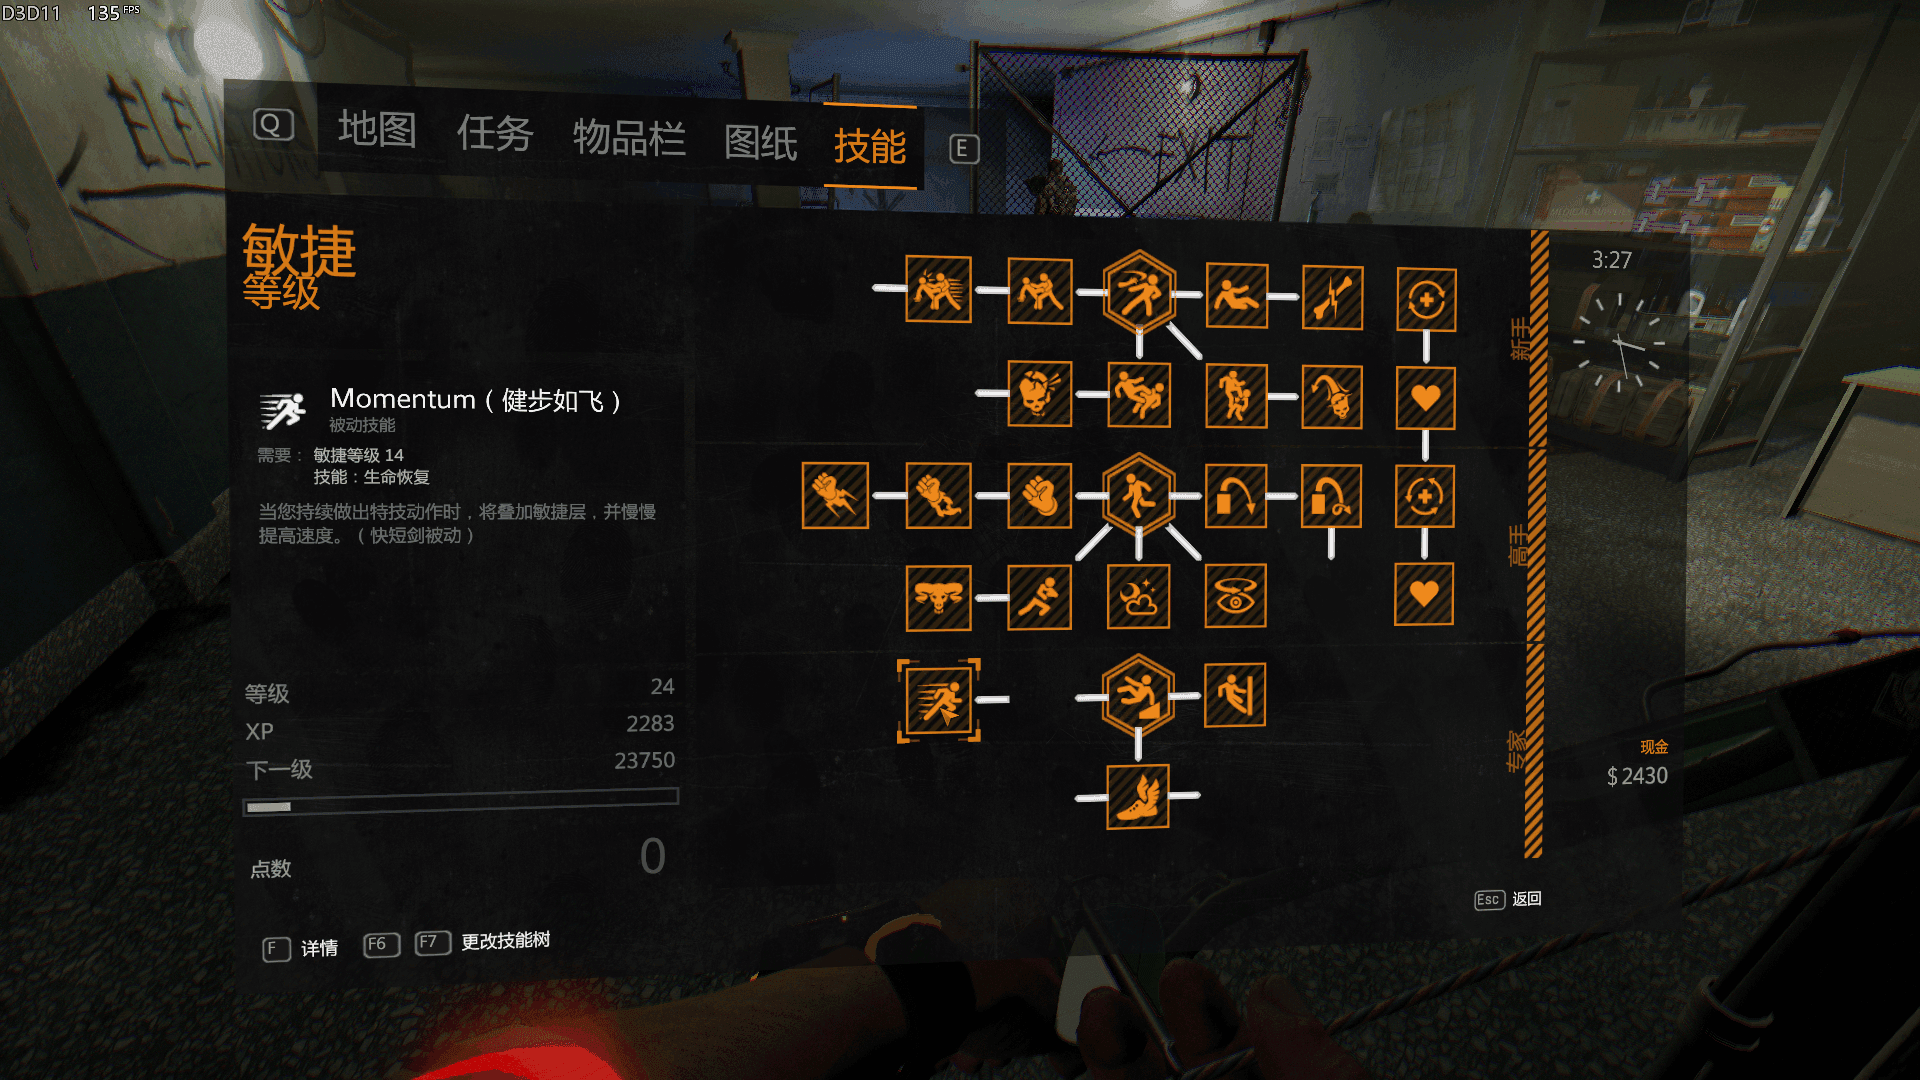 D3D11 135 FPS
Q 地图 任务 物品栏 图纸 技能 E
EXIT
敏捷
等级
Momentum（健步如飞）
被动技能
需要： 敏捷等级 14
技能：生命恢复
当您持续做出特技动作时，将叠加敏捷层，并慢慢
提高速度。（快短剑被动）
等级 24
XP 2283
下一级 23750
点数 0
F 详情 F6 F7 更改技能树
新手
高手
专家
3:27
现金
$2430
Esc 返回